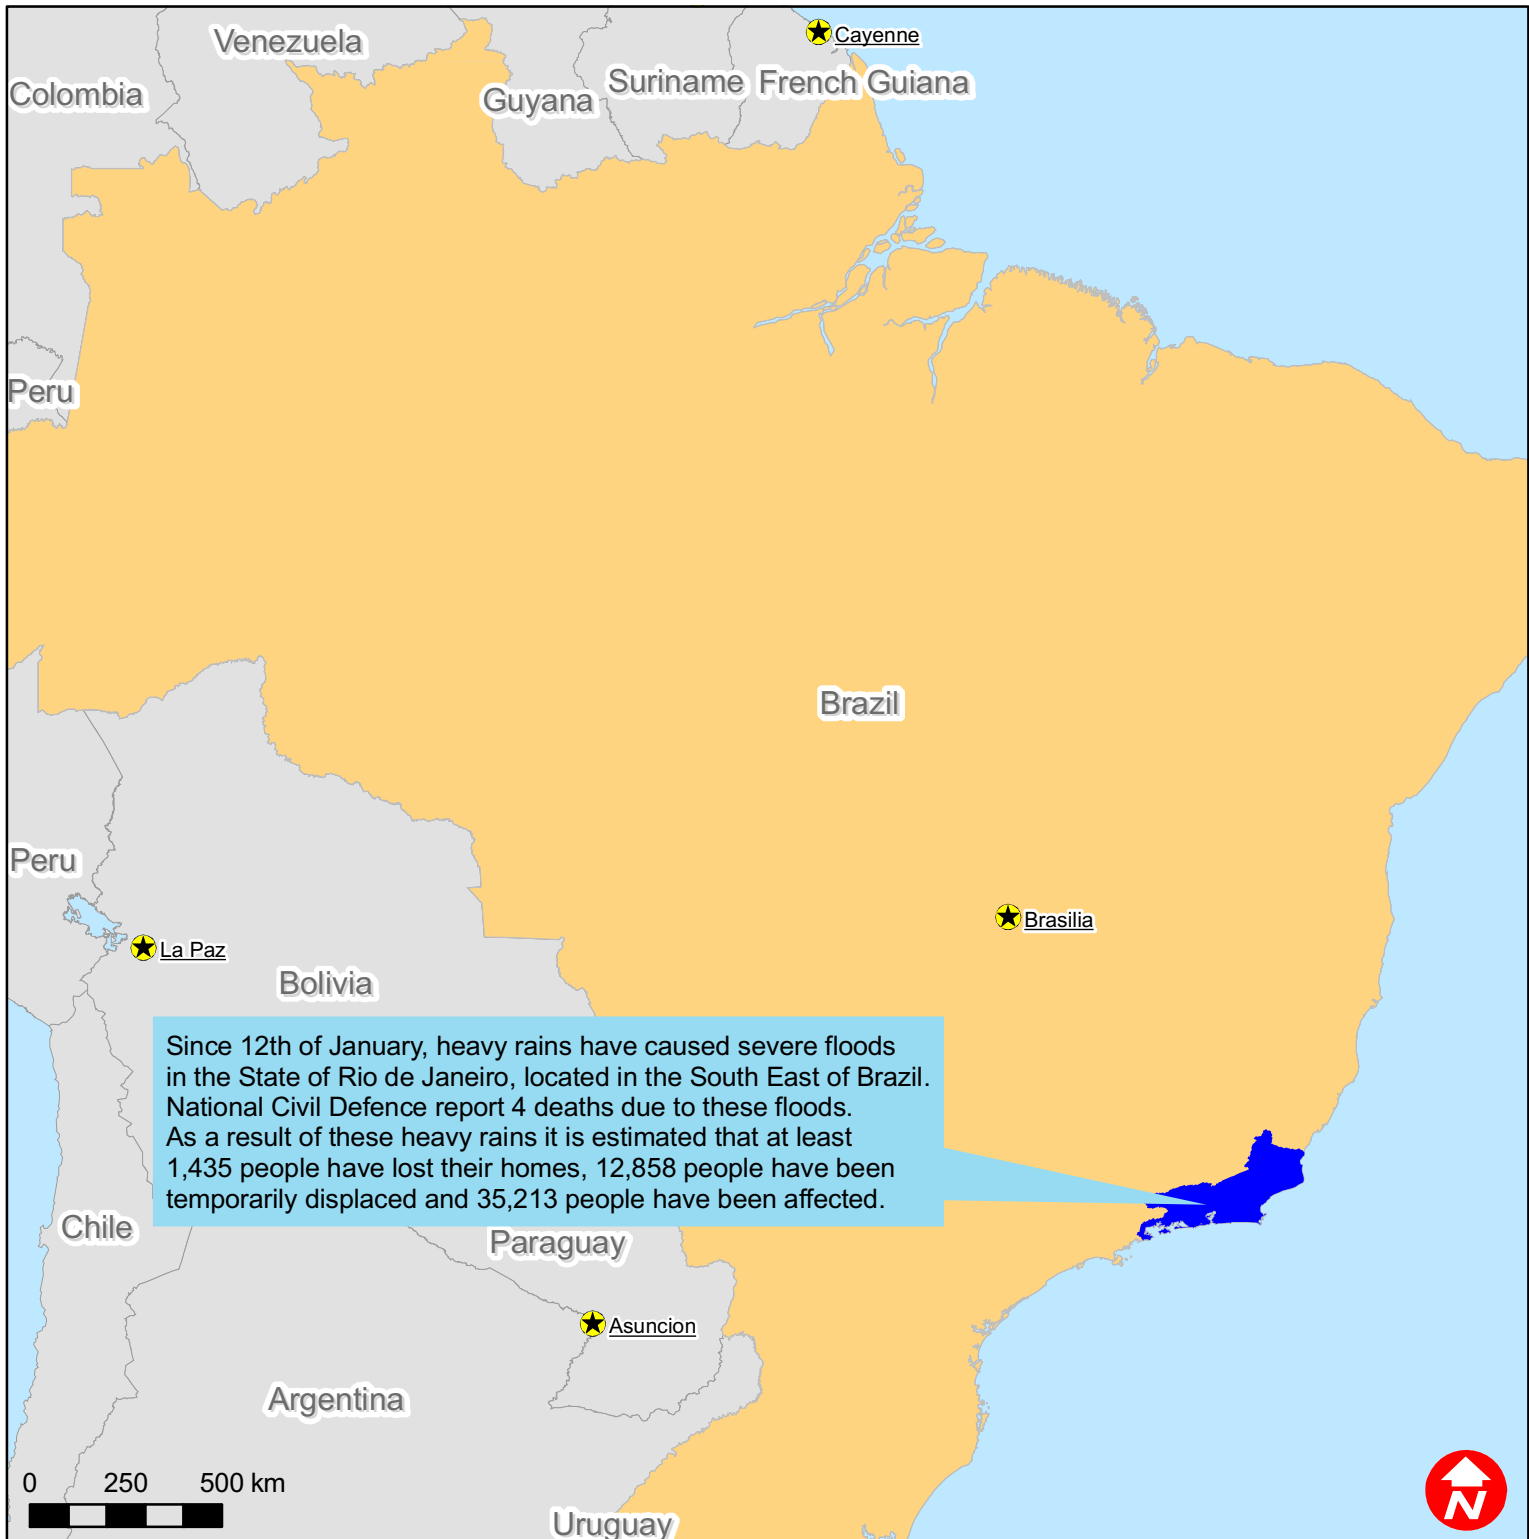 Cayenne
Venezuela
Suriname
French Guiana
Colombia
Guyana
Peru
Brazil
Peru
Brasilia
La Paz
Bolivia
Since 12th of January, heavy rains have caused severe floods
in the State of Rio de Janeiro, located in the South East of Brazil.
National Civil Defence report 4 deaths due to these floods.
As a result of these heavy rains it is estimated that at least
1,435 people have lost their homes, 12,858 people have been
temporarily displaced and 35,213 people have been affected.
Chile
Paraguay
Asuncion
Argentina
0 250 500 km
N
Uruguay